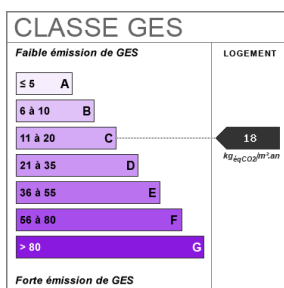 CLASSE GES
Faible émission de GES
LOGEMENT
≤ 5 A
6 à 10 B
11 à 20 C
18
kgéqCO2/m².an
21 à 35 D
36 à 55 E
56 à 80 F
> 80 G
Forte émission de GES